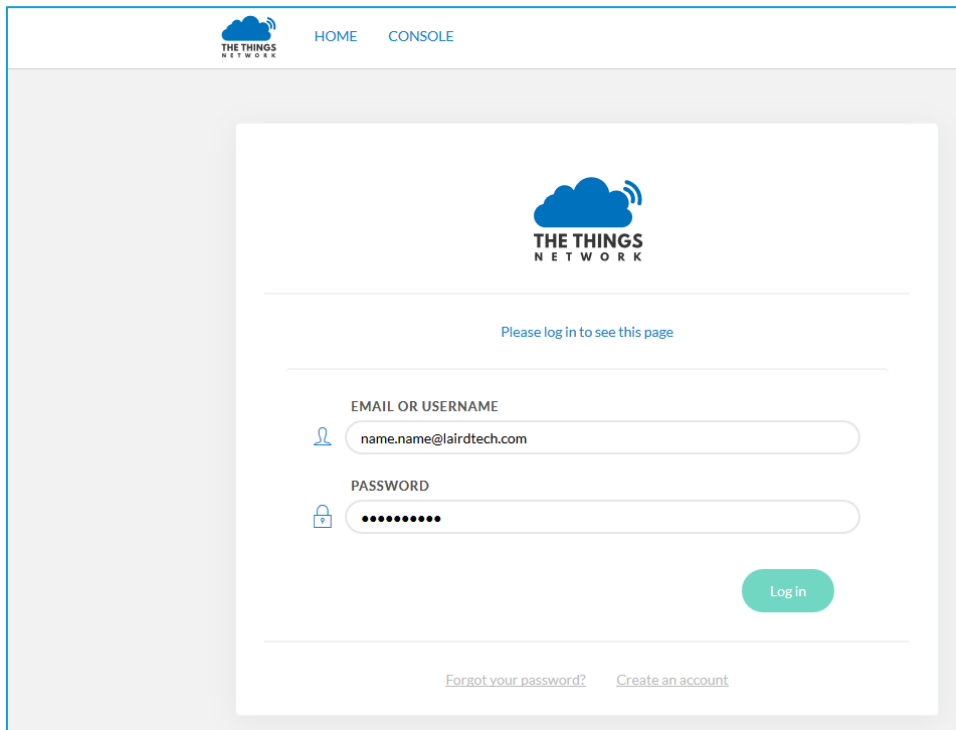 THE THINGS
NETWORK
HOME CONSOLE
THE THINGS
NETWORK
Please log in to see this page
EMAIL OR USERNAME
name.name@lairdtech.com
PASSWORD
••••••••••
Log in
Forgot your password? Create an account